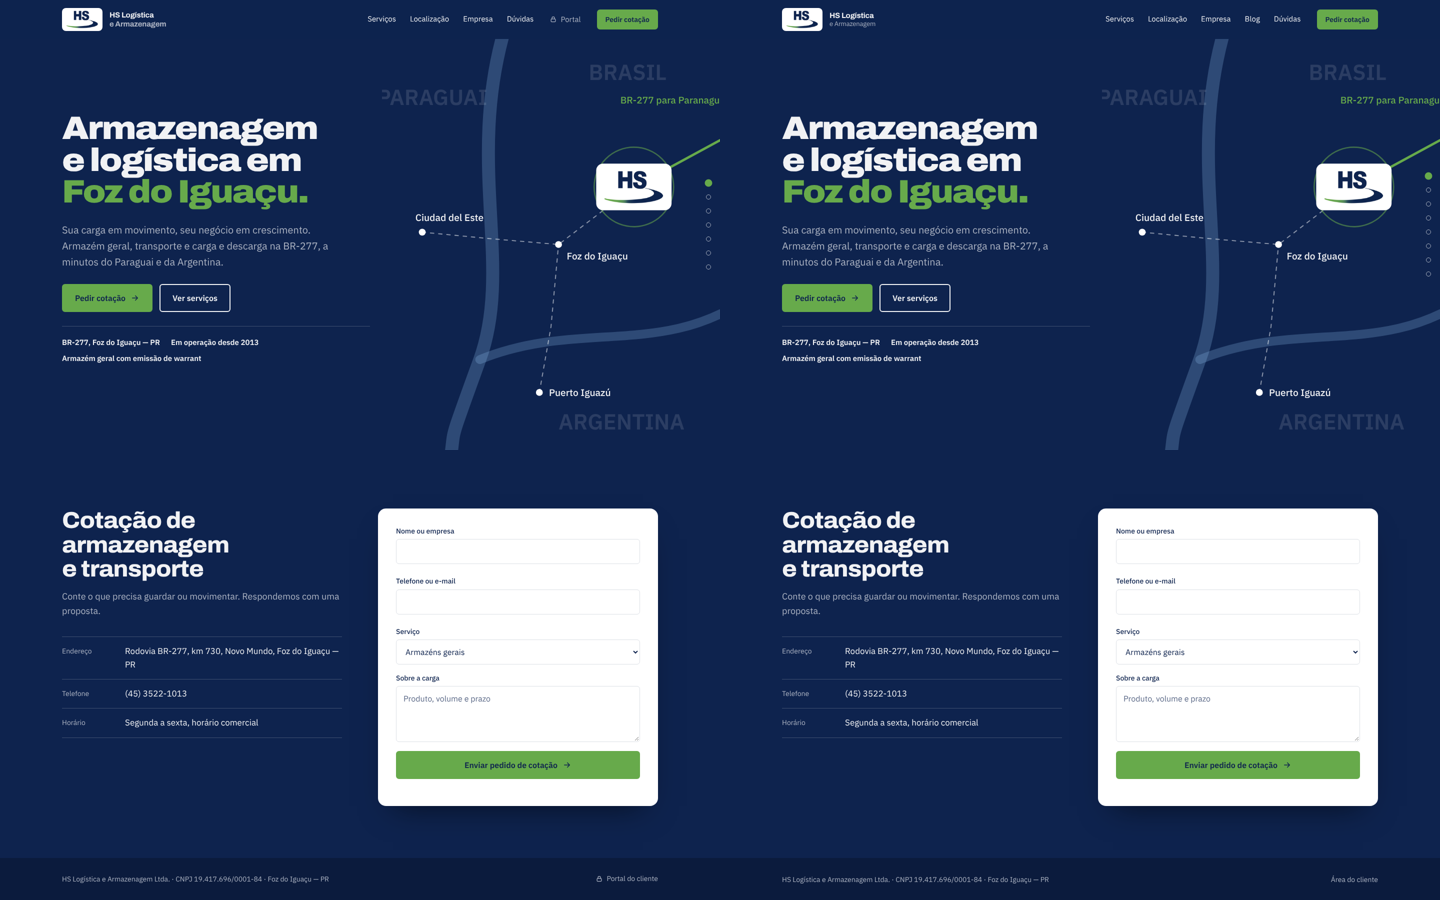 HS
HS Logística
e Armazenagem
Serviços Localização Empresa Dúvidas Portal Pedir cotação
BRASIL
PARAGUAI
BR-277 para Paranagu
Armazenagem
e logística em
Foz do Iguaçu.
HS
Ciudad del Este
Sua carga em movimento, seu negócio em crescimento.
Armazém geral, transporte e carga e descarga na BR-277, a
minutos do Paraguai e da Argentina.
Foz do Iguaçu
Pedir cotação → Ver serviços
BR-277, Foz do Iguaçu — PR Em operação desde 2013
Armazém geral com emissão de warrant
Puerto Iguazú
ARGENTINA
Cotação de
armazenagem
e transporte
Conte o que precisa guardar ou movimentar. Respondemos com uma
proposta.
Endereço Rodovia BR-277, km 730, Novo Mundo, Foz do Iguaçu —
PR
Telefone (45) 3522-1013
Horário Segunda a sexta, horário comercial
Nome ou empresa
Telefone ou e-mail
Serviço
Armazéns gerais
Sobre a carga
Produto, volume e prazo
Enviar pedido de cotação →
HS Logística e Armazenagem Ltda. · CNPJ 19.417.696/0001-84 · Foz do Iguaçu — PR
Portal do cliente
HS
HS Logística
e Armazenagem
Serviços Localização Empresa Blog Dúvidas Pedir cotação
BRASIL
PARAGUAI
BR-277 para Paranagu
Armazenagem
e logística em
Foz do Iguaçu.
HS
Ciudad del Este
Sua carga em movimento, seu negócio em crescimento.
Armazém geral, transporte e carga e descarga na BR-277, a
minutos do Paraguai e da Argentina.
Foz do Iguaçu
Pedir cotação → Ver serviços
BR-277, Foz do Iguaçu — PR Em operação desde 2013
Armazém geral com emissão de warrant
Puerto Iguazú
ARGENTINA
Cotação de
armazenagem
e transporte
Conte o que precisa guardar ou movimentar. Respondemos com uma
proposta.
Endereço Rodovia BR-277, km 730, Novo Mundo, Foz do Iguaçu —
PR
Telefone (45) 3522-1013
Horário Segunda a sexta, horário comercial
Nome ou empresa
Telefone ou e-mail
Serviço
Armazéns gerais
Sobre a carga
Produto, volume e prazo
Enviar pedido de cotação →
HS Logística e Armazenagem Ltda. · CNPJ 19.417.696/0001-84 · Foz do Iguaçu — PR
Área do cliente